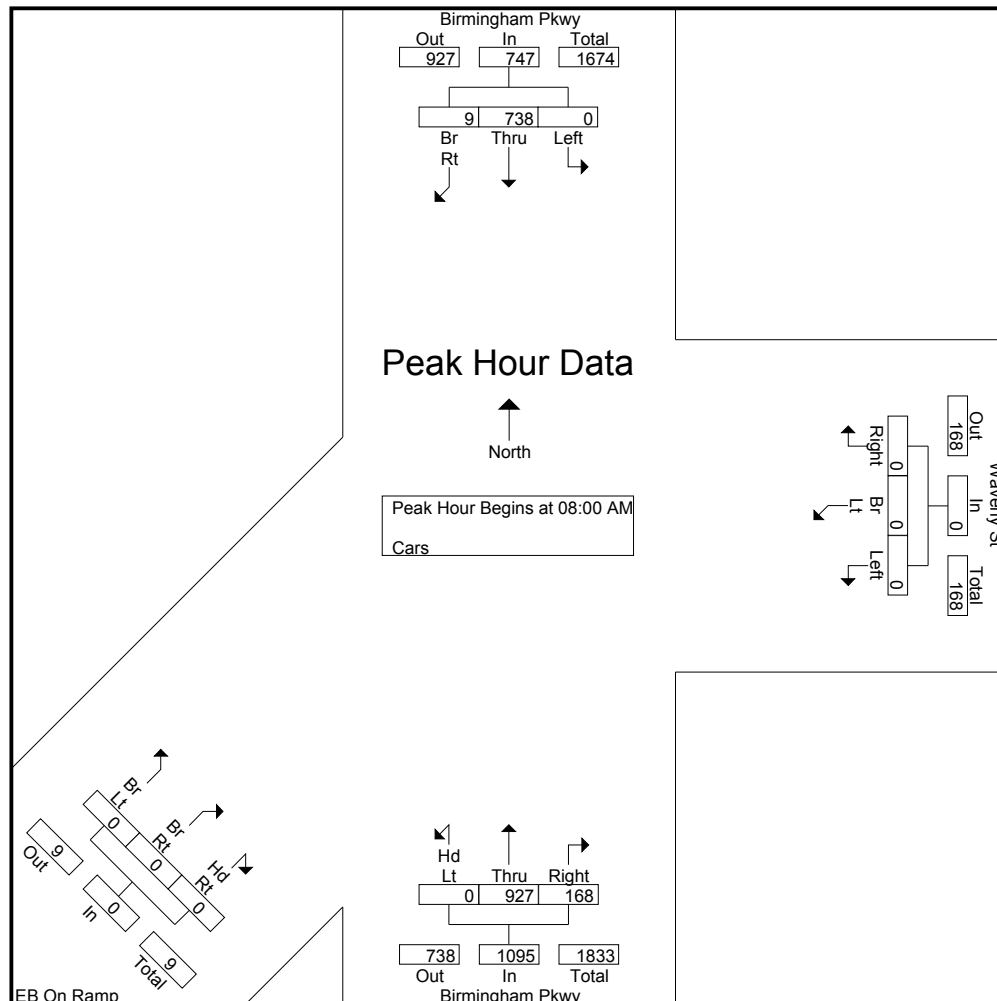 Birmingham Pkwy
Out In Total
927 747 1674
9 738 0
Br Rt Thru Left
Peak Hour Data
North
Peak Hour Begins at 08:00 AM
Cars
Right Br Lt Left
0 0 0
Out In Total
168 0 168
Waverly St
Br Lt Br Rt Hd Rt
0 0 0
Out In Total
9 0 9
EB On Ramp
Hd Lt Thru Right
0 927 168
738 1095 1833
Out In Total
Birmingham Pkwy